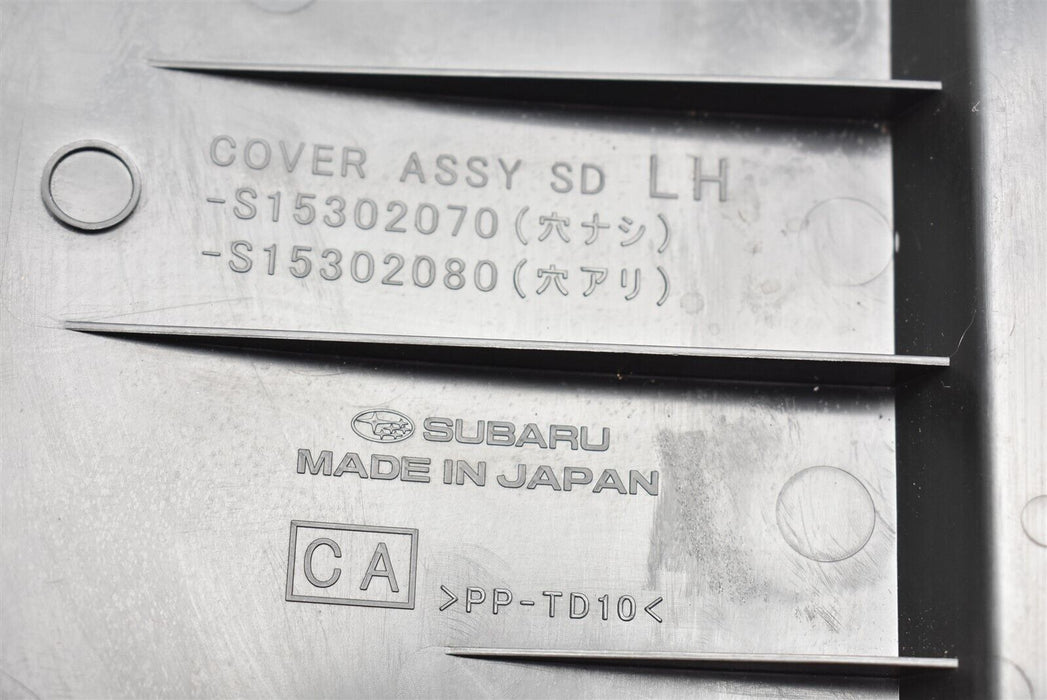 COVER ASSY SD LH
-S15302070(穴ナシ)
-S15302080(穴アリ)
SUBARU
MADE IN JAPAN
CA
>PP-TD10<